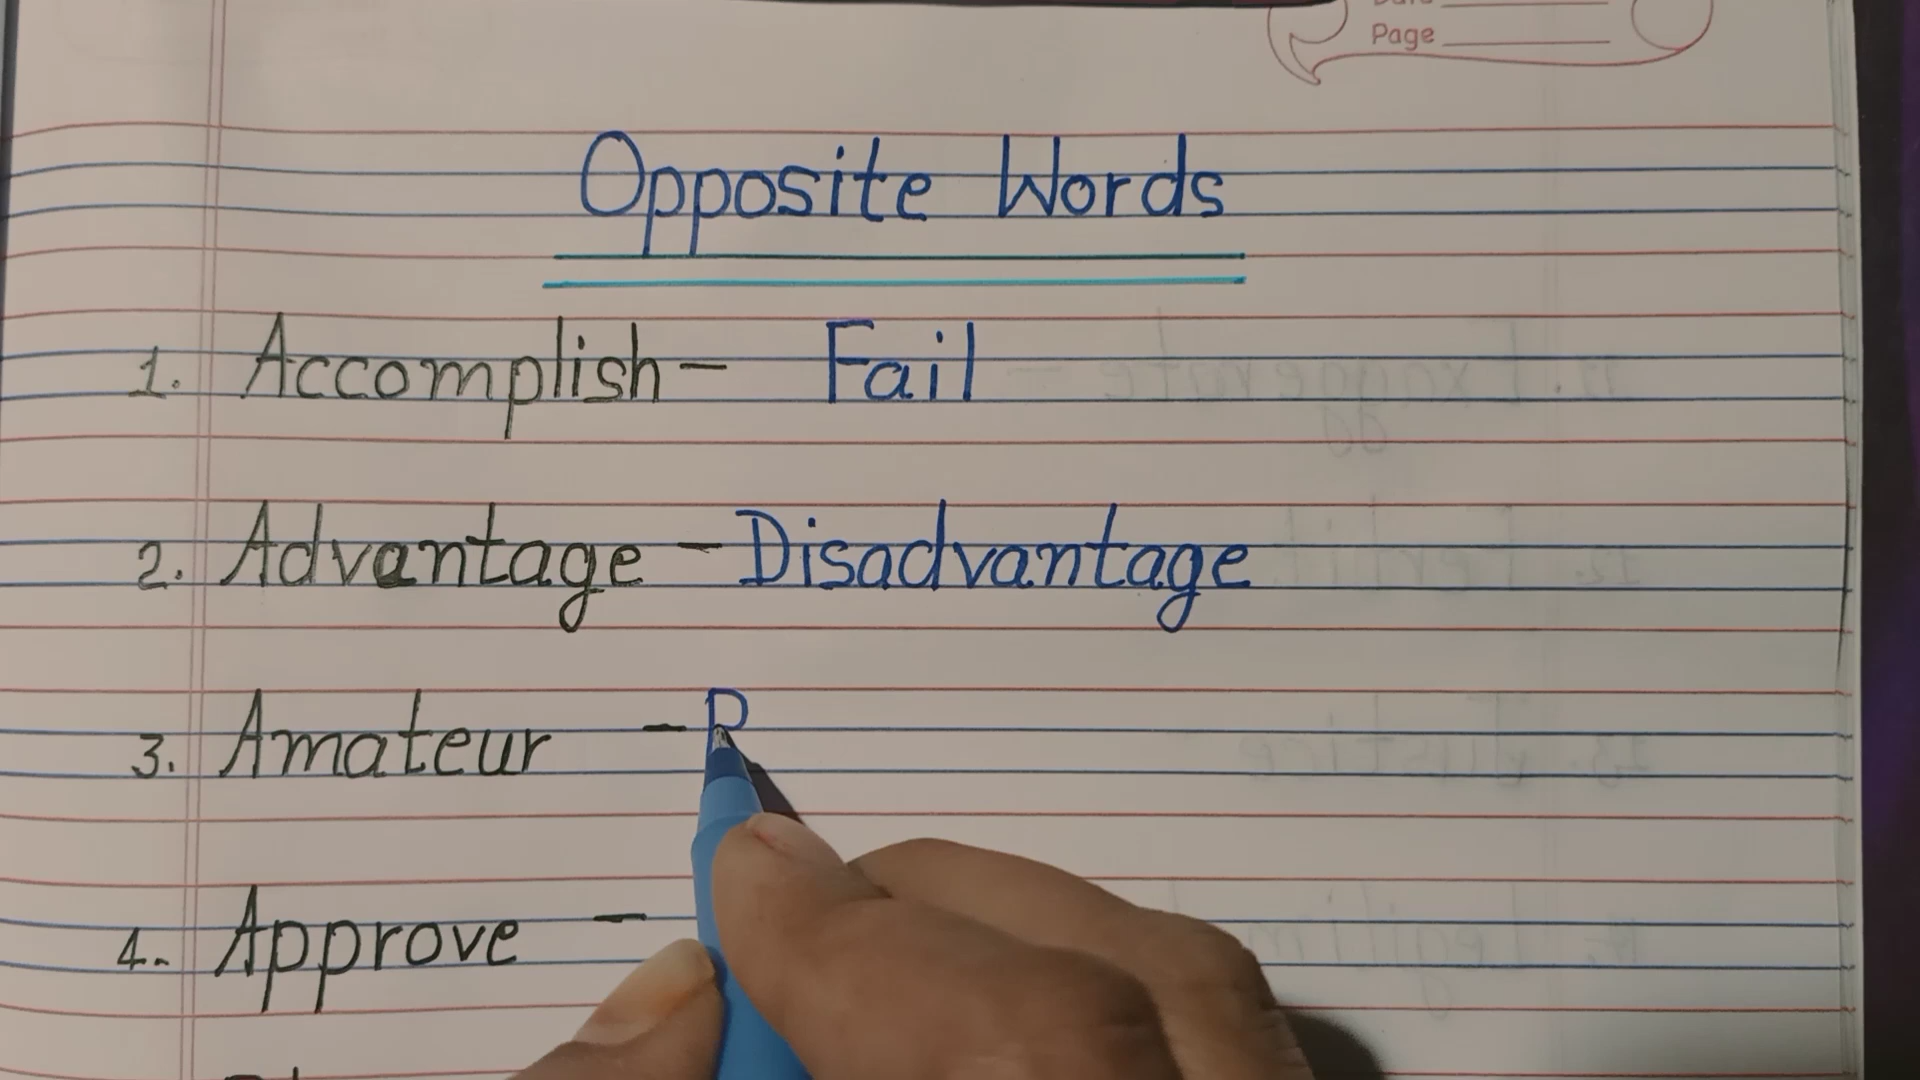 Page
Opposite Words
1. Accomplish - Fail
2. Advantage - Disadvantage
3. Amateur - P
4. Approve -